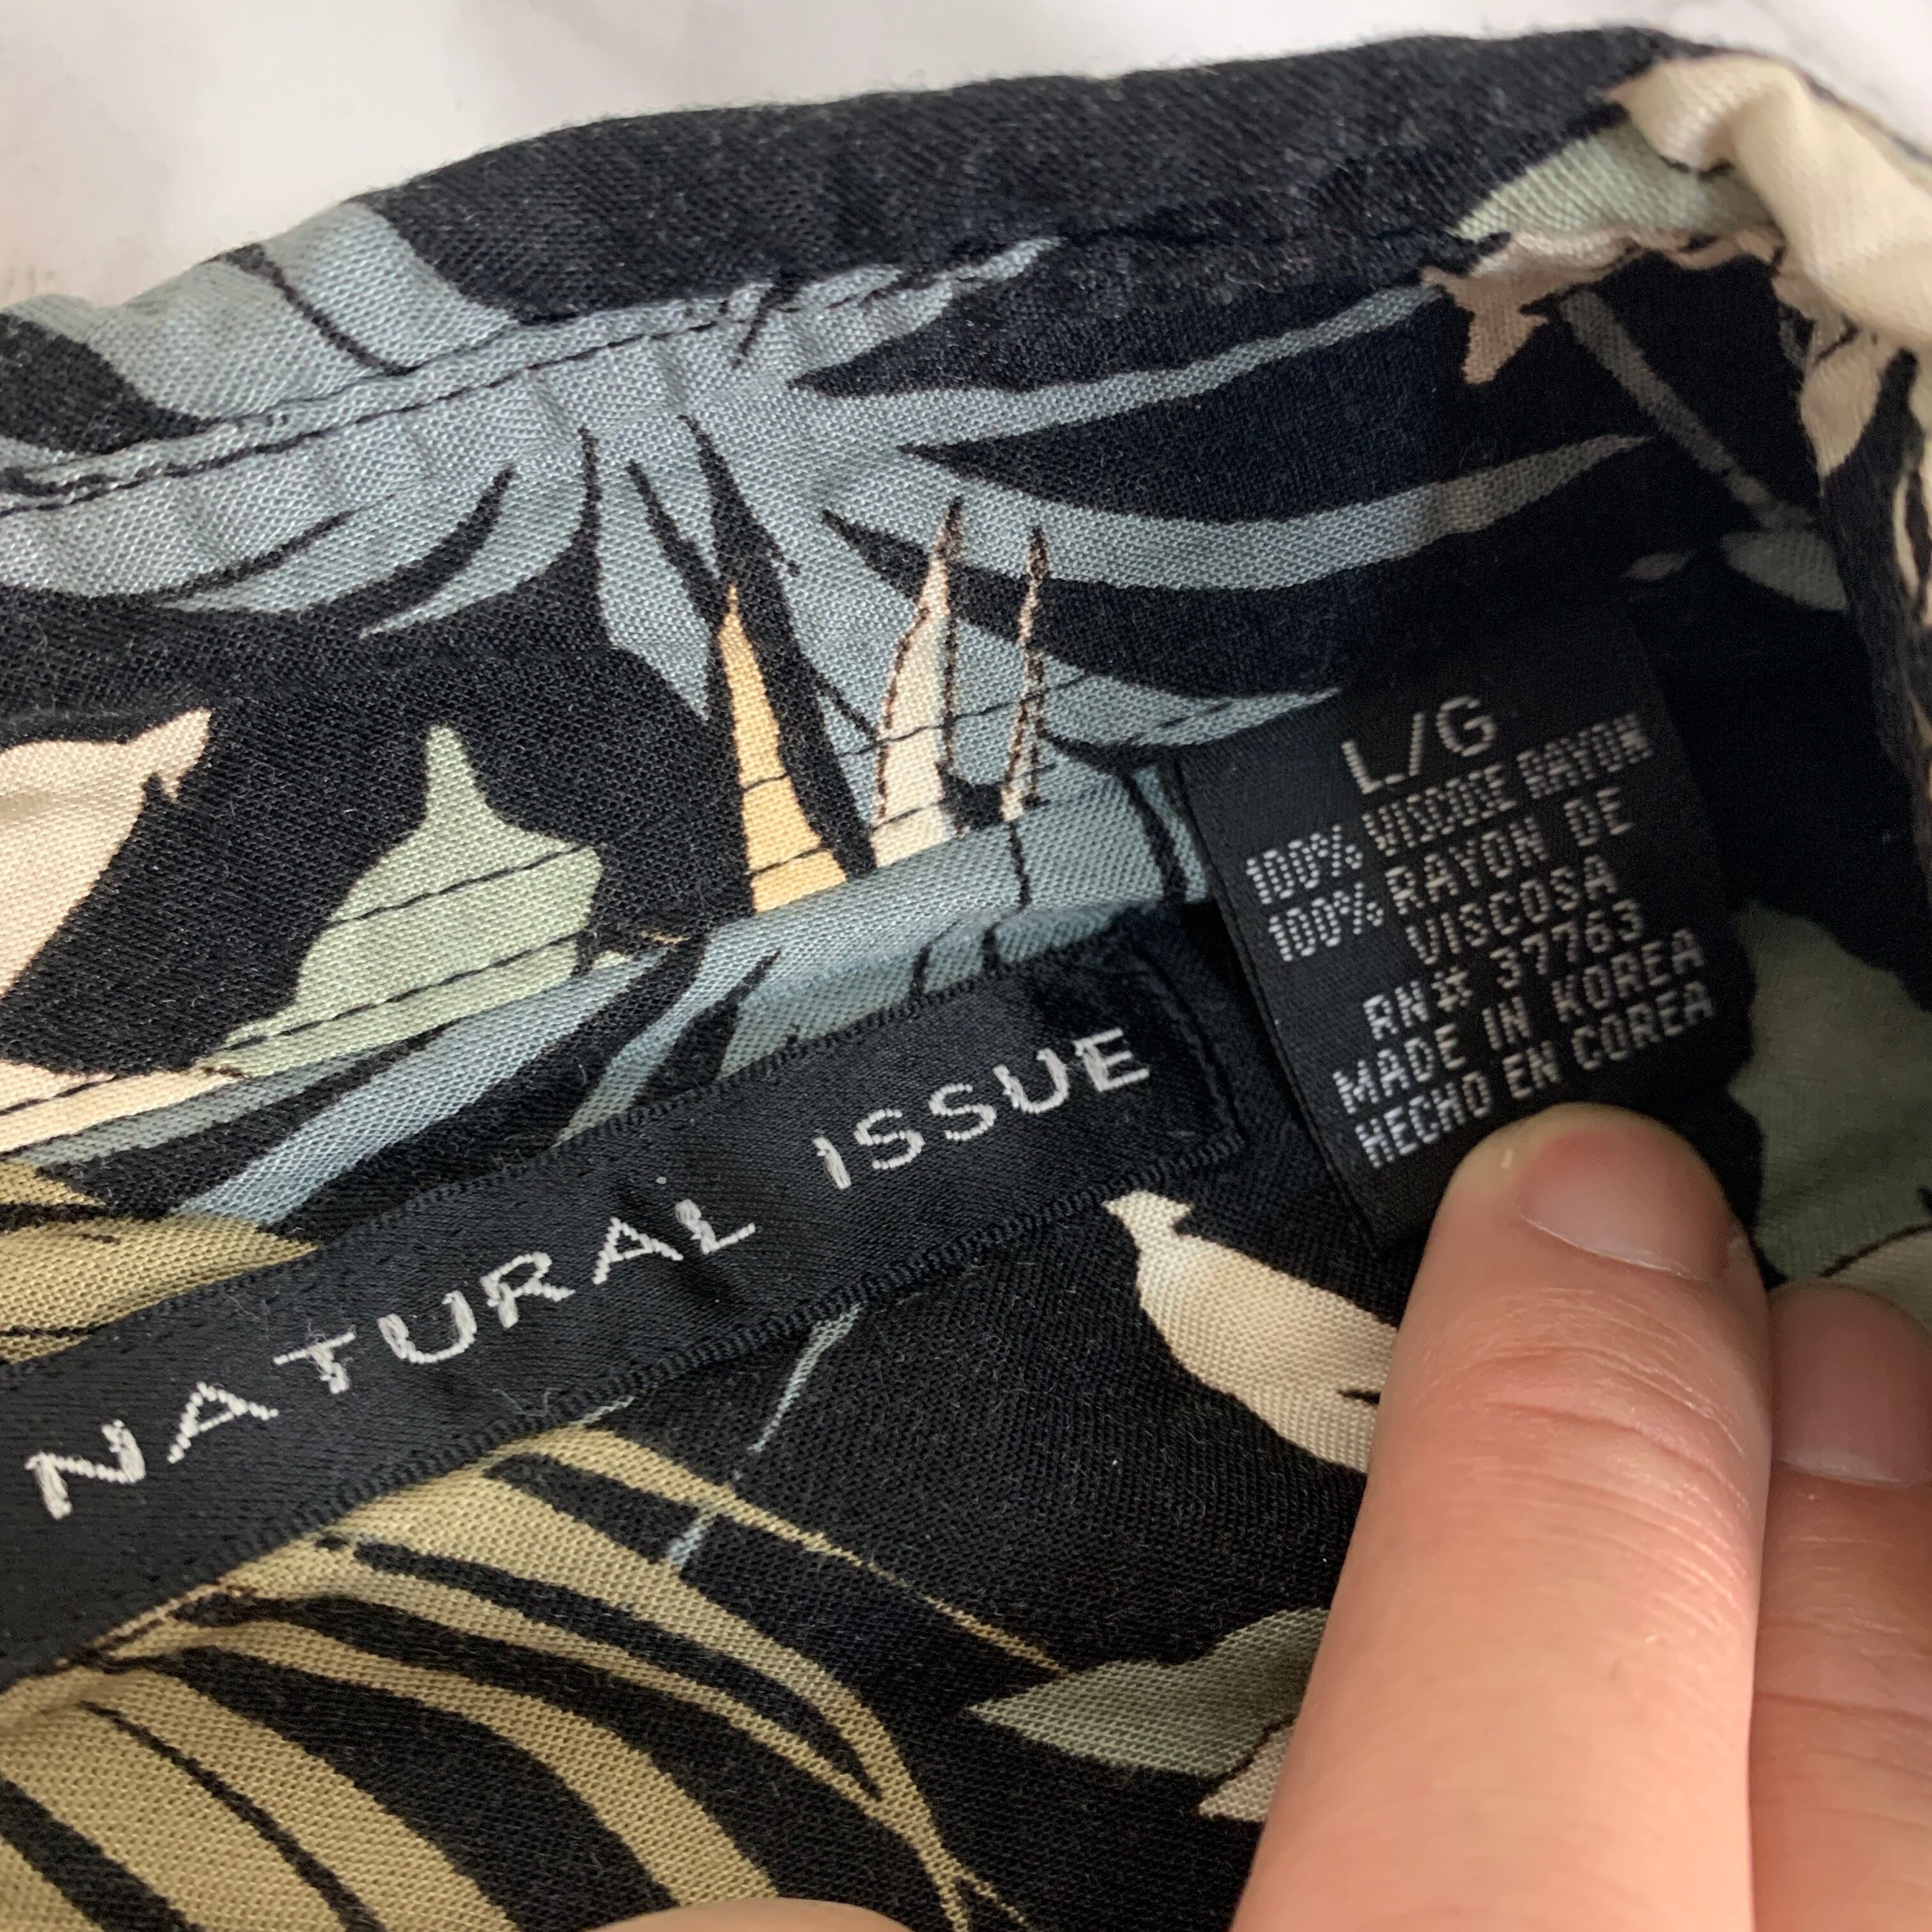 L/G
100% VISCOSE RAYON
100% RAYON DE
VISCOSA
RN# 37763
MADE IN KOREA
HECHO EN COREA
NATURAL ISSUE